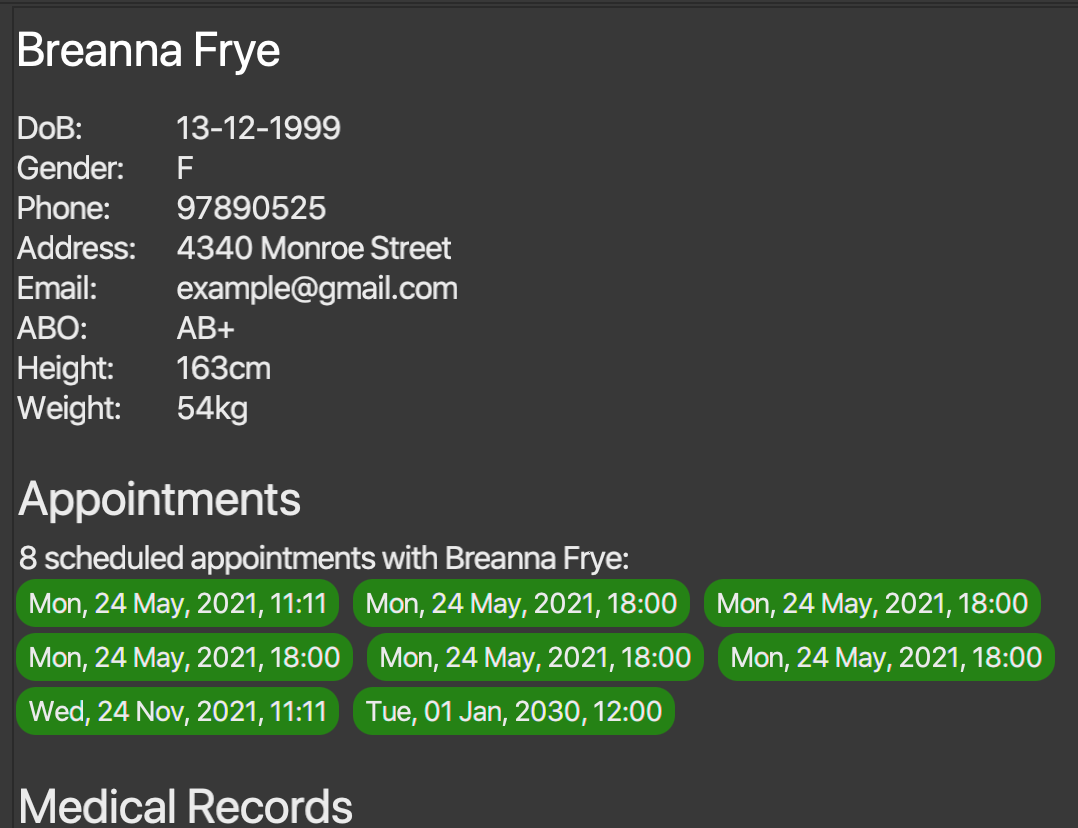 Breanna Frye
DoB: 13-12-1999
Gender: F
Phone: 97890525
Address: 4340 Monroe Street
Email: example@gmail.com
ABO: AB+
Height: 163cm
Weight: 54kg
Appointments
8 scheduled appointments with Breanna Frye:
Mon, 24 May, 2021, 11:11 Mon, 24 May, 2021, 18:00 Mon, 24 May, 2021, 18:00
Mon, 24 May, 2021, 18:00 Mon, 24 May, 2021, 18:00 Mon, 24 May, 2021, 18:00
Wed, 24 Nov, 2021, 11:11 Tue, 01 Jan, 2030, 12:00
Medical Records